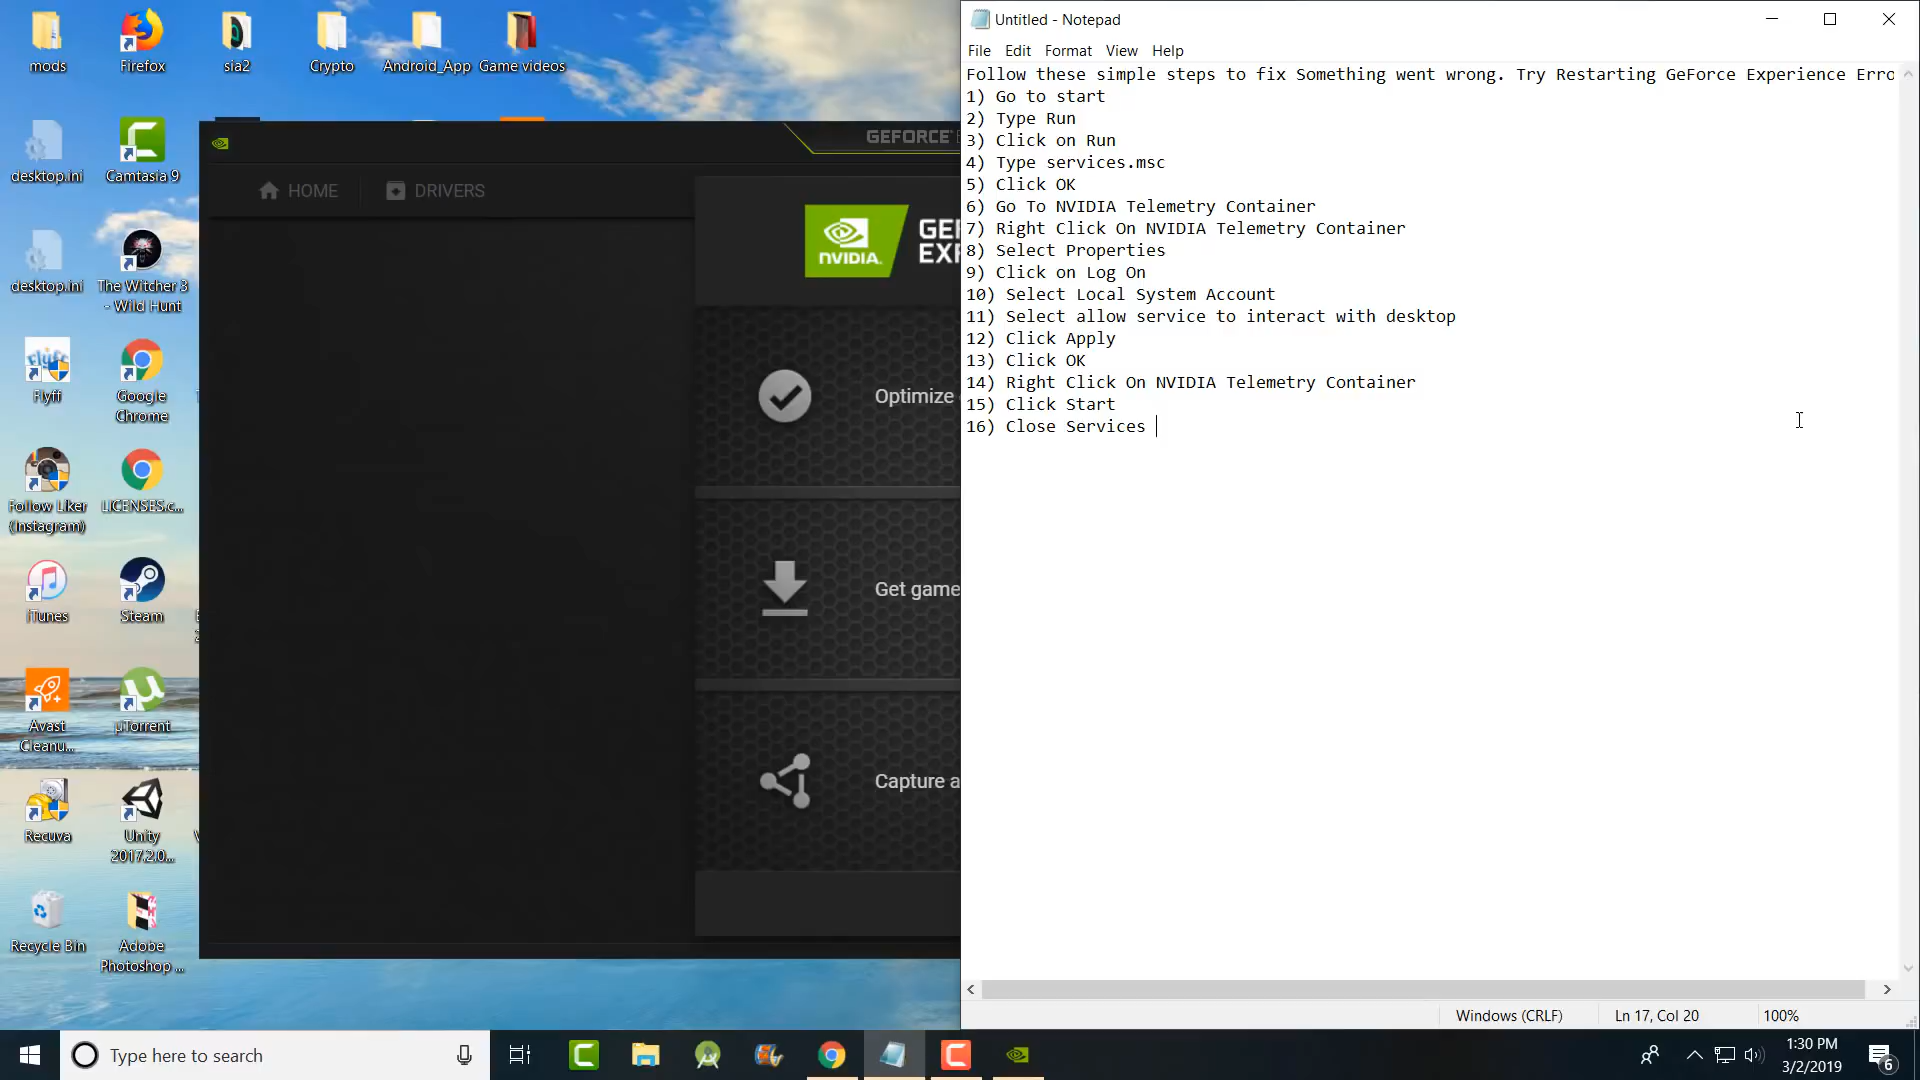 mods
Firefox
sia2
Crypto
Android_App
Game videos
desktop.ini
Camtasia 9
desktop.ini
The Witcher 3
- Wild Hunt
Flyff
Flyff
Google
Chrome
Follow Liker
(Instagram)
LICENSES.c...
iTunes
Steam
Avast
Cleanu...
µTorrent
Recuva
Unity
2017.2.0...
Recycle Bin
Adobe
Photoshop ...
GEFORCE
HOME
DRIVERS
NVIDIA.
Optimize
Get game
Capture a
Untitled - Notepad
File Edit Format View Help
Follow these simple steps to fix Something went wrong. Try Restarting GeForce Experience Erro
1) Go to start
2) Type Run
3) Click on Run
4) Type services.msc
5) Click OK
6) Go To NVIDIA Telemetry Container
7) Right Click On NVIDIA Telemetry Container
8) Select Properties
9) Click on Log On
10) Select Local System Account
11) Select allow service to interact with desktop
12) Click Apply
13) Click OK
14) Right Click On NVIDIA Telemetry Container
15) Click Start
16) Close Services
Windows (CRLF)
Ln 17, Col 20
100%
Type here to search
1:30 PM
3/2/2019
6